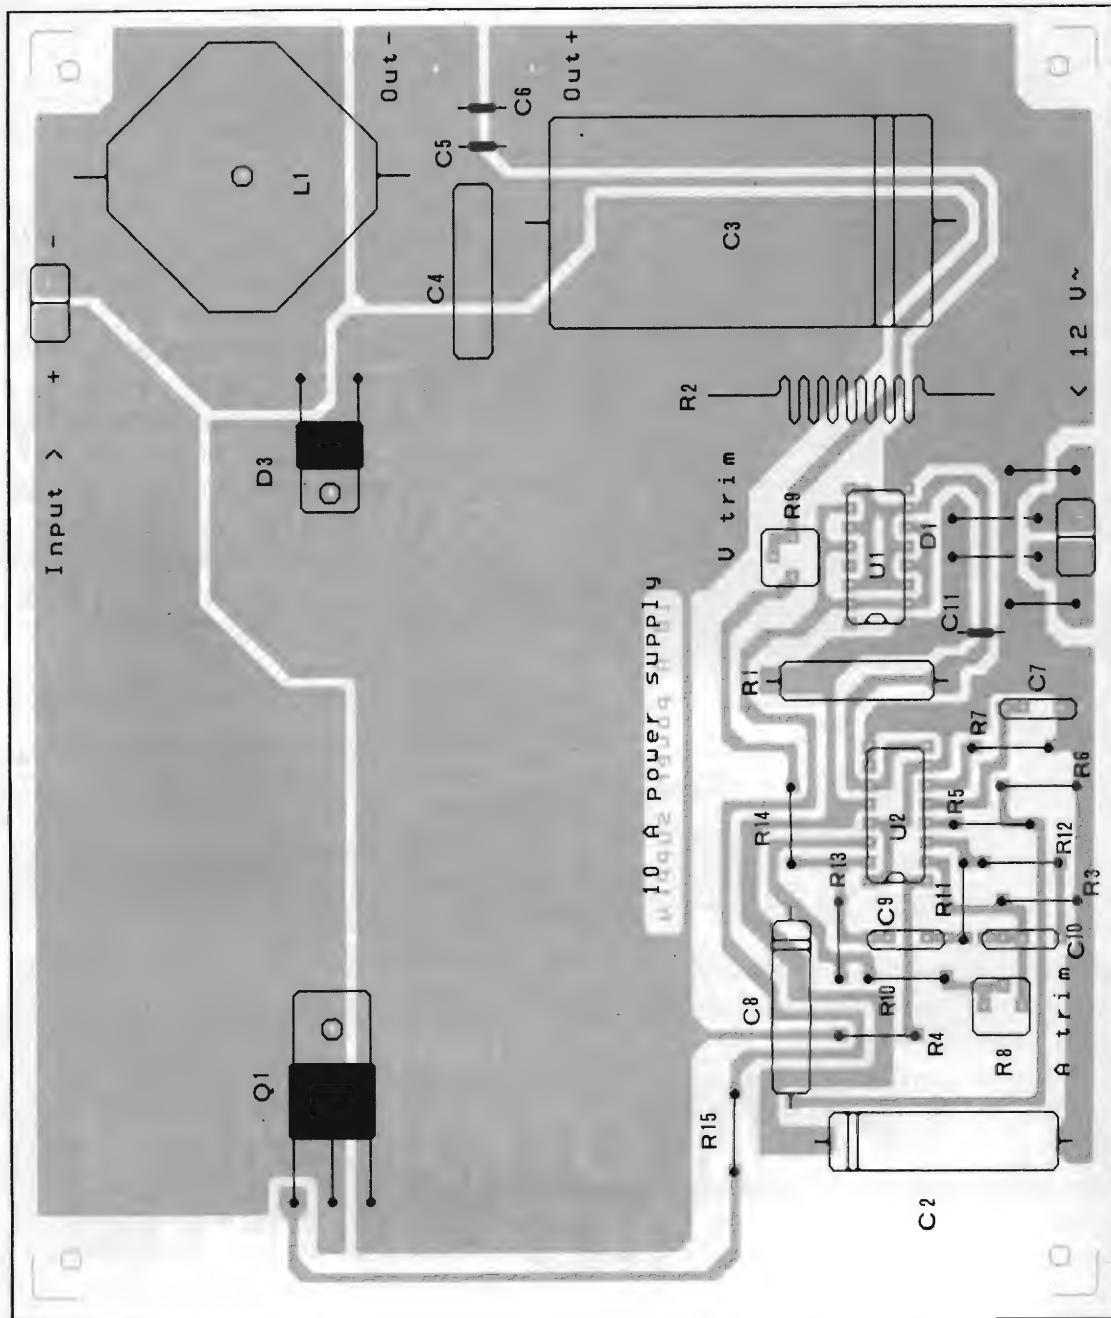 Input > + -
Out-
Out+
L1
C6
C5
C4
C3
D3
R2
< 12 V~
V trim
R9
U1
D1
C11
10 A Power supply
R1
C7
R7
R6
R14
U2
R5
R12
R13
R11
R3
C9
C10
Q1
C8
R10
R4
R8
A trim
R15
C2